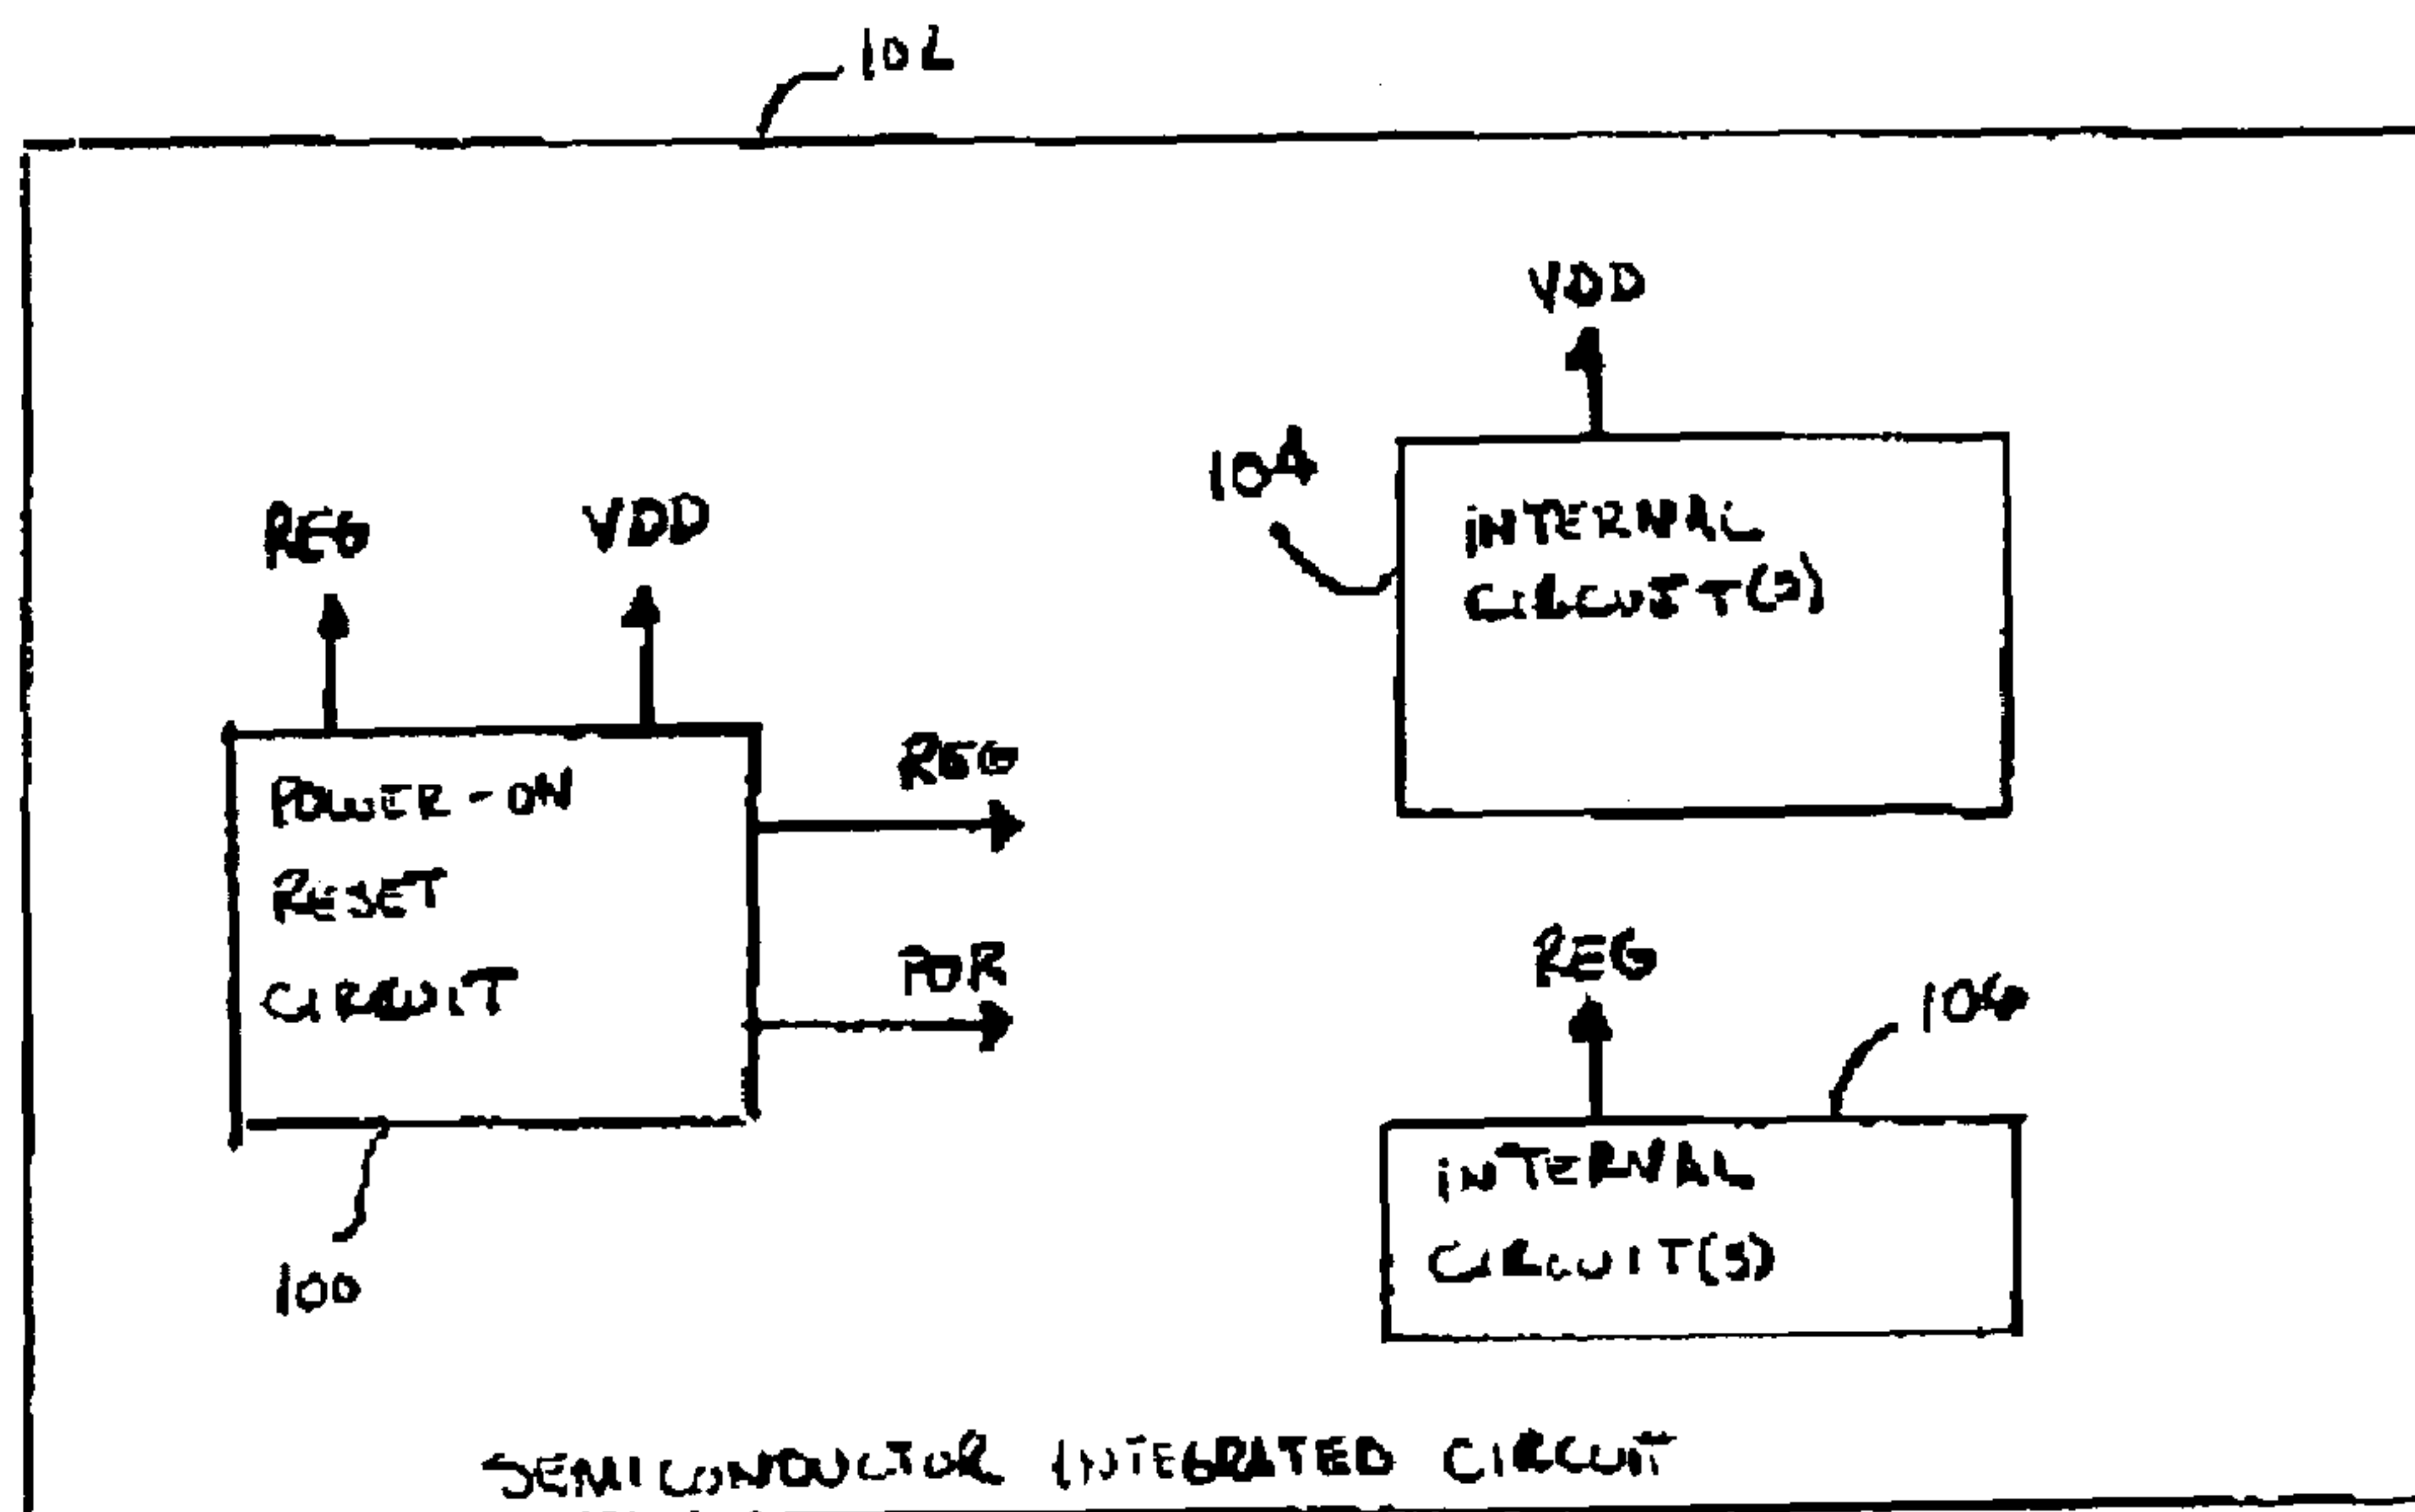 102
VDD
104
INTERNAL
CIRCUIT(S)
REG
VDD
POWER-ON
RESET
CIRCUIT
REG
POR
100
REG
106
INTERNAL
CIRCUIT(S)
SEMICONDUCTOR INTEGRATED CIRCUIT